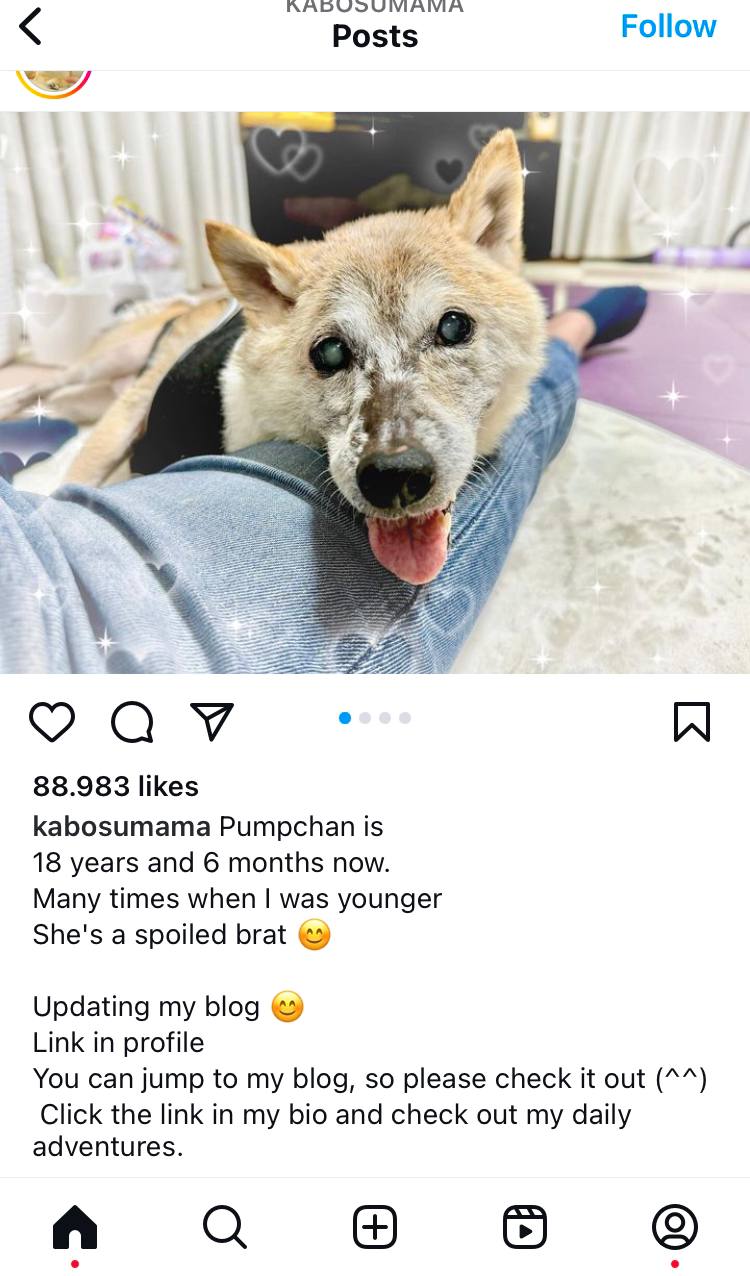 KABOSUMAMA
Posts
Follow
88.983 likes
kabosumama Pumpchan is
18 years and 6 months now.
Many times when I was younger
She's a spoiled brat 😊
Updating my blog 😊
Link in profile
You can jump to my blog, so please check it out (^^)
Click the link in my bio and check out my daily
adventures.